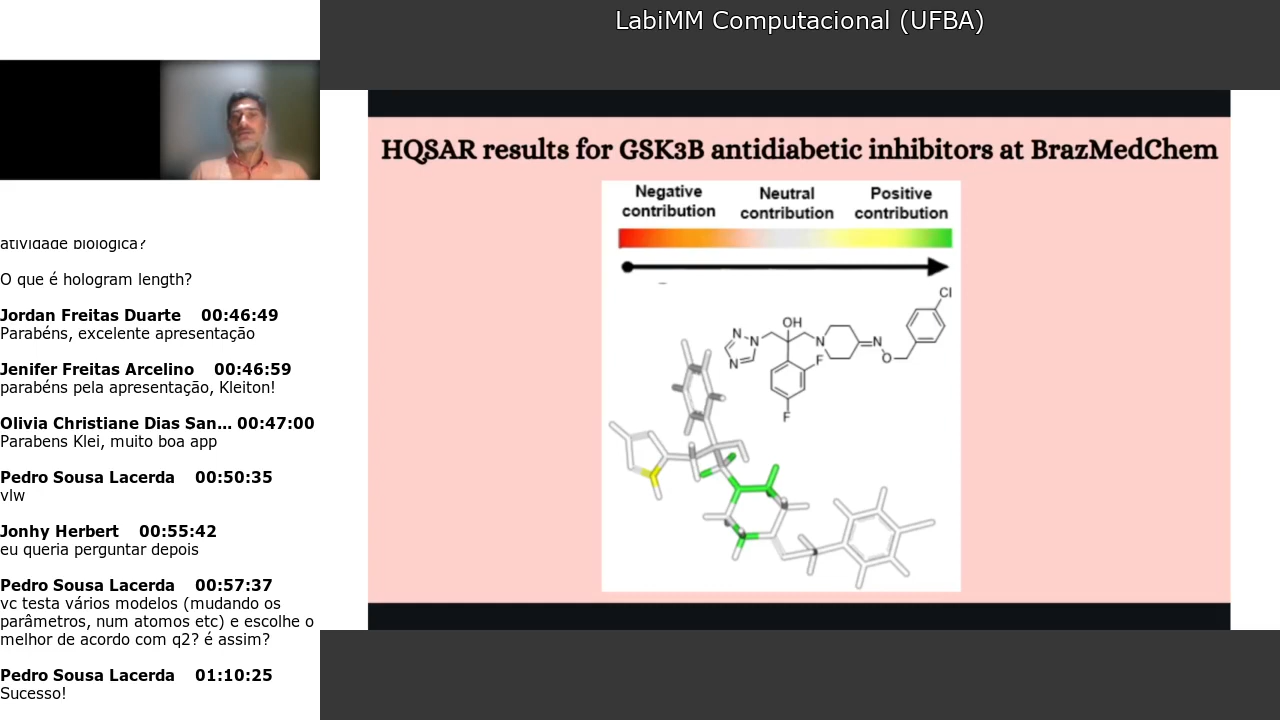 LabiMM Computacional (UFBA)
atividade biológica?
O que é hologram length?
Jordan Freitas Duarte 00:46:49
Parabéns, excelente apresentação
Jenifer Freitas Arcelino 00:46:59
parabéns pela apresentação, Kleiton!
Olivia Christiane Dias San... 00:47:00
Parabens Klei, muito boa app
Pedro Sousa Lacerda 00:50:35
vlw
Jonhy Herbert 00:55:42
eu queria perguntar depois
Pedro Sousa Lacerda 00:57:37
vc testa vários modelos (mudando os
parâmetros, num atomos etc) e escolhe o
melhor de acordo com q2? é assim?
Pedro Sousa Lacerda 01:10:25
Sucesso!
HQSAR results for GSK3B antidiabetic inhibitors at BrazMedChem
Negative contribution
Neutral contribution
Positive contribution
Cl
OH
N
N
N
N
N
O
F
F